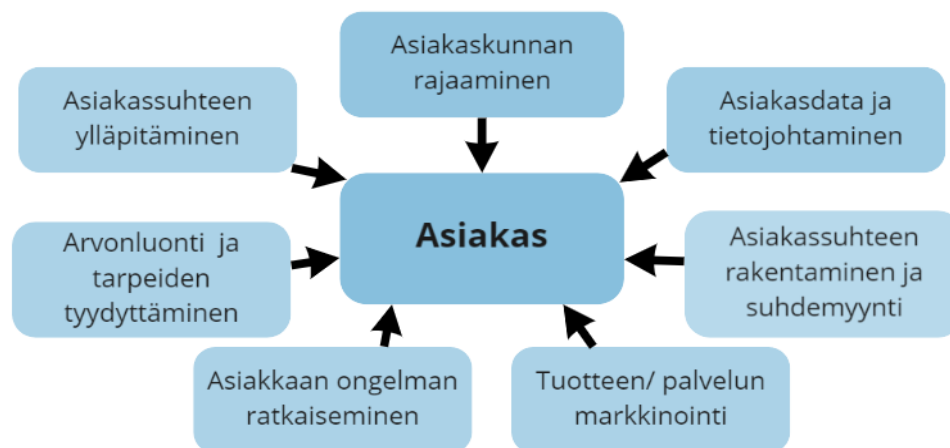 Asiakaskunnan
rajaaminen
Asiakassuhteen
ylläpitäminen
Asiakasdata ja
tietojohtaminen
Asiakas
Arvonluonti ja
tarpeiden
tyydyttäminen
Asiakassuhteen
rakentaminen ja
suhdemyynti
Asiakkaan ongelman
ratkaiseminen
Tuotteen/ palvelun
markkinointi